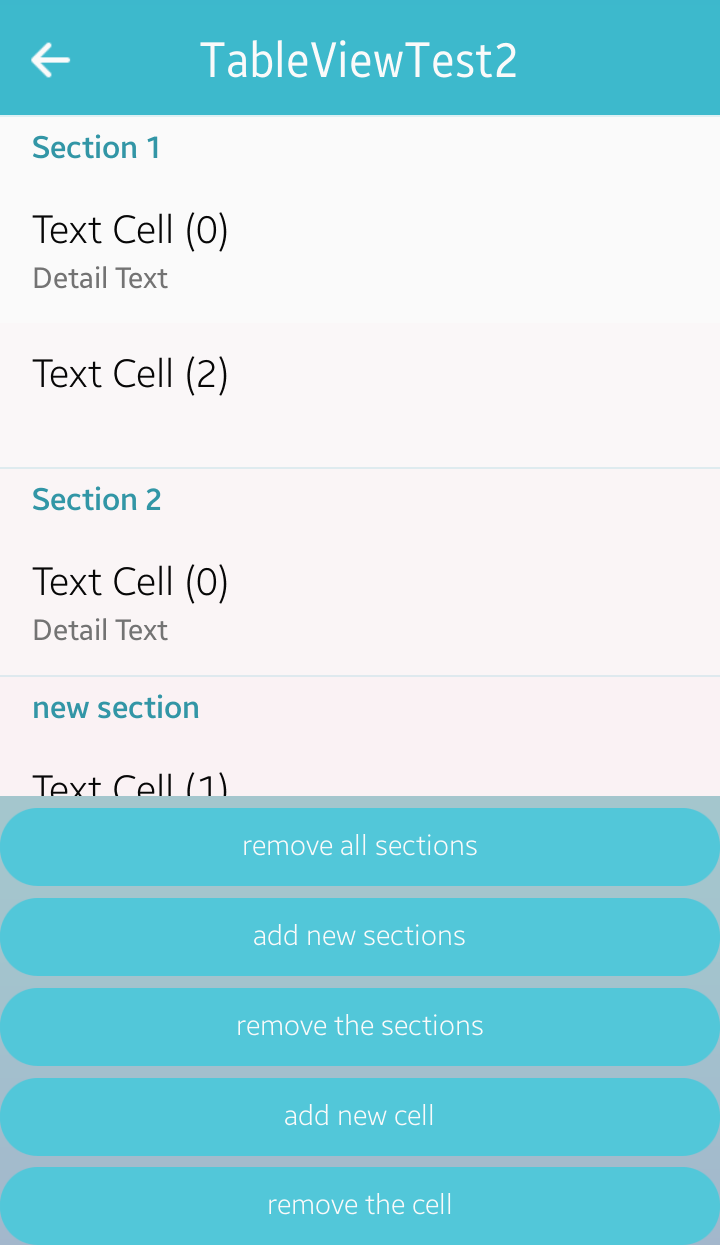 TableViewTest2
Section 1
Text Cell (0)
Detail Text
Text Cell (2)
Section 2
Text Cell (0)
Detail Text
new section
Text Cell (1)
remove all sections
add new sections
remove the sections
add new cell
remove the cell